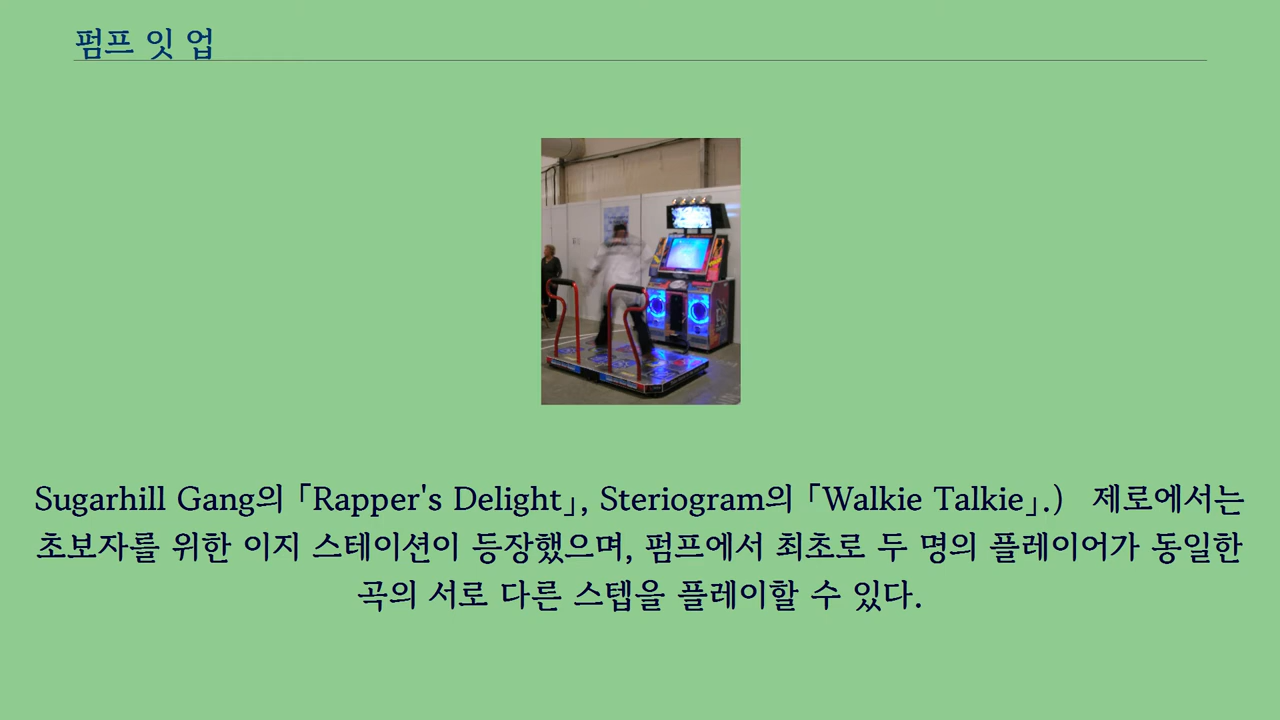 펌프 잇 업
Sugarhill Gang의「Rapper's Delight」, Steriogram의「Walkie Talkie」.) 제로에서는
초보자를 위한 이지 스테이션이 등장했으며, 펌프에서 최초로 두 명의 플레이어가 동일한
곡의 서로 다른 스텝을 플레이할 수 있다.